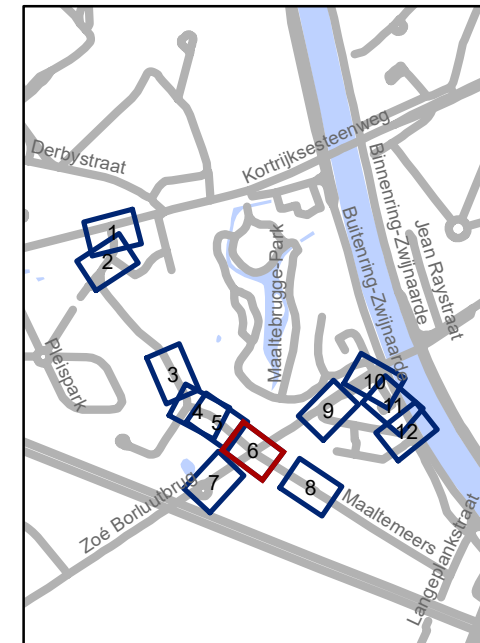 Kortrijksesteenweg
Derbystraat
Binnenring-Zwijnaarde
Buitenring-Zwijnaarde
Jean Raystraat
Maaltebrugge-Park
1
2
Pleispark
3
4
5
6
7
8
9
10
11
12
Zoé Borluutbrug
Maaltemeers
Langeplankstraat